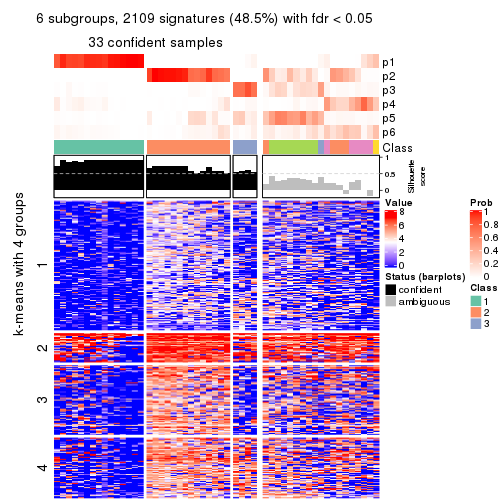 6 subgroups, 2109 signatures (48.5%) with fdr < 0.05
33 confident samples
p1
p2
p3
p4
p5
p6
Class
1
0.5
0
Silhouette
score
k-means with 4 groups
1
2
3
4
Value
8
6
4
2
0
Status (barplots)
confident
ambiguous
Prob
1
0.8
0.6
0.4
0.2
0
Class
1
2
3